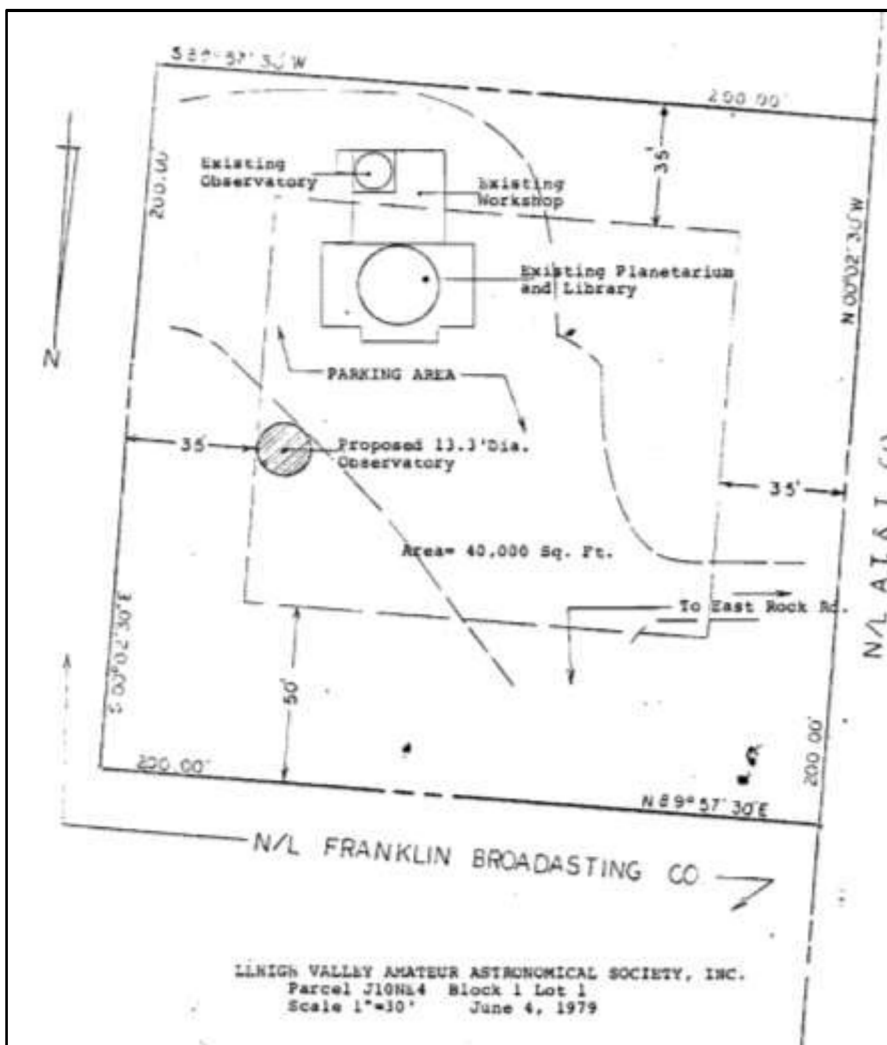 S 89°-57' 30" W
200.00'
200.00
35'
Existing
Observatory
Existing
Workshop
N 00°02'30" W
Existing Planetarium
and Library
N
PARKING AREA
35'
Proposed 13.3'Dia.
Observatory
35'
Area= 40,000 Sq. Ft.
N/L AT&T CO
To East Rock Rd.
S 00°02'30"E
50'
200.00'
200.00'
N 89° 57' 30"E
N/L FRANKLIN BROADASTING CO
LEHIGH VALLEY AMATEUR ASTRONOMICAL SOCIETY, INC.
Parcel J10NE4 Block 1 Lot 1
Scale 1"=30' June 4, 1979